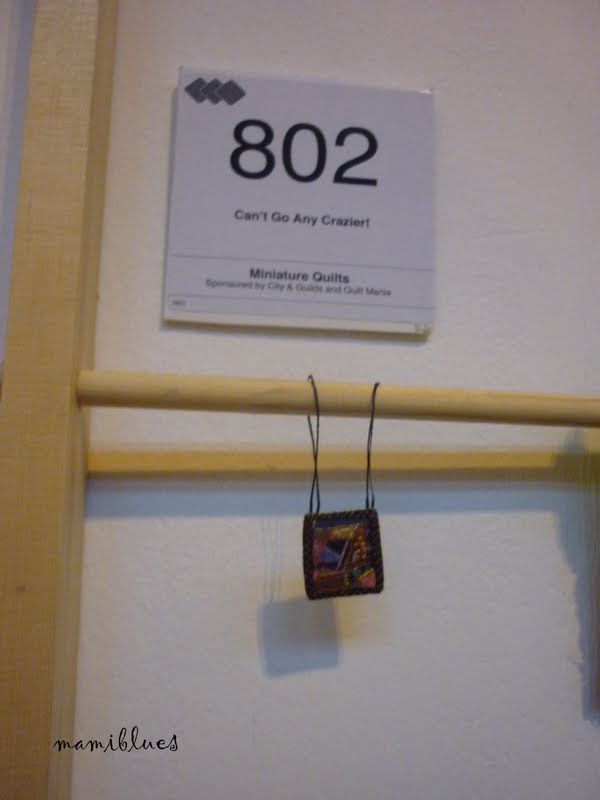 802
Can't Go Any Crazier!
Miniature Quilts
Sponsored by City & Guilds and Quilt Mania
mamiblues